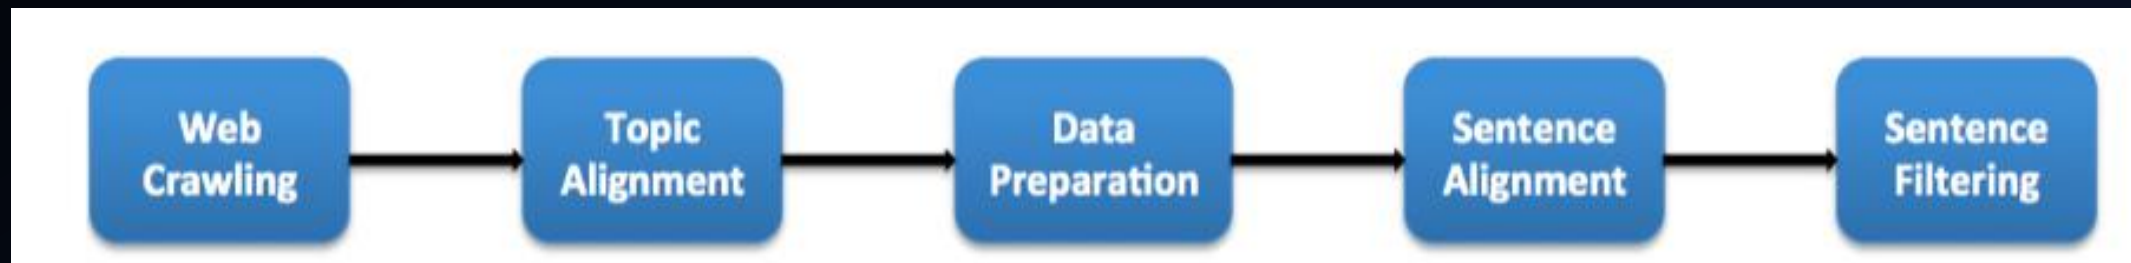 Web
Crawling
Topic
Alignment
Data
Preparation
Sentence
Alignment
Sentence
Filtering